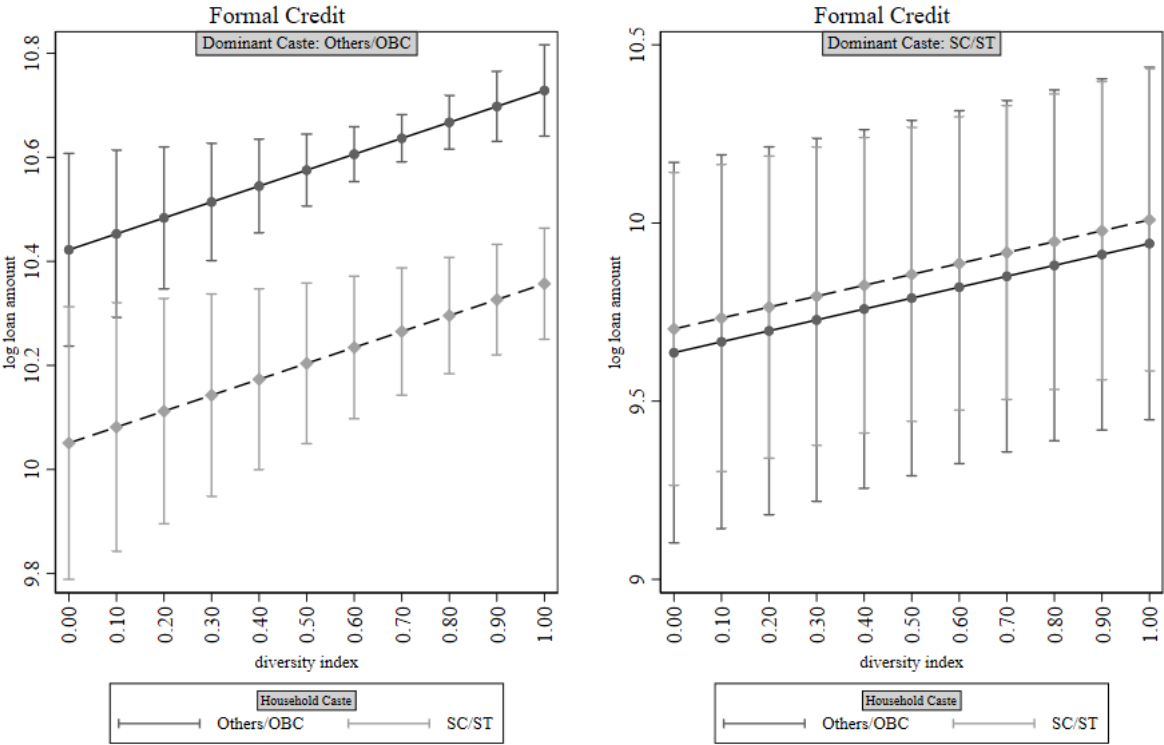 Formal Credit
Dominant Caste: Others/OBC
log loan amount
10.8
10.6
10.4
10.2
10
9.8
0.00 0.10 0.20 0.30 0.40 0.50 0.60 0.70 0.80 0.90 1.00
diversity index
Household Caste
Others/OBC SC/ST
Formal Credit
Dominant Caste: SC/ST
log loan amount
10.5
10
9.5
9
0.00 0.10 0.20 0.30 0.40 0.50 0.60 0.70 0.80 0.90 1.00
diversity index
Household Caste
Others/OBC SC/ST